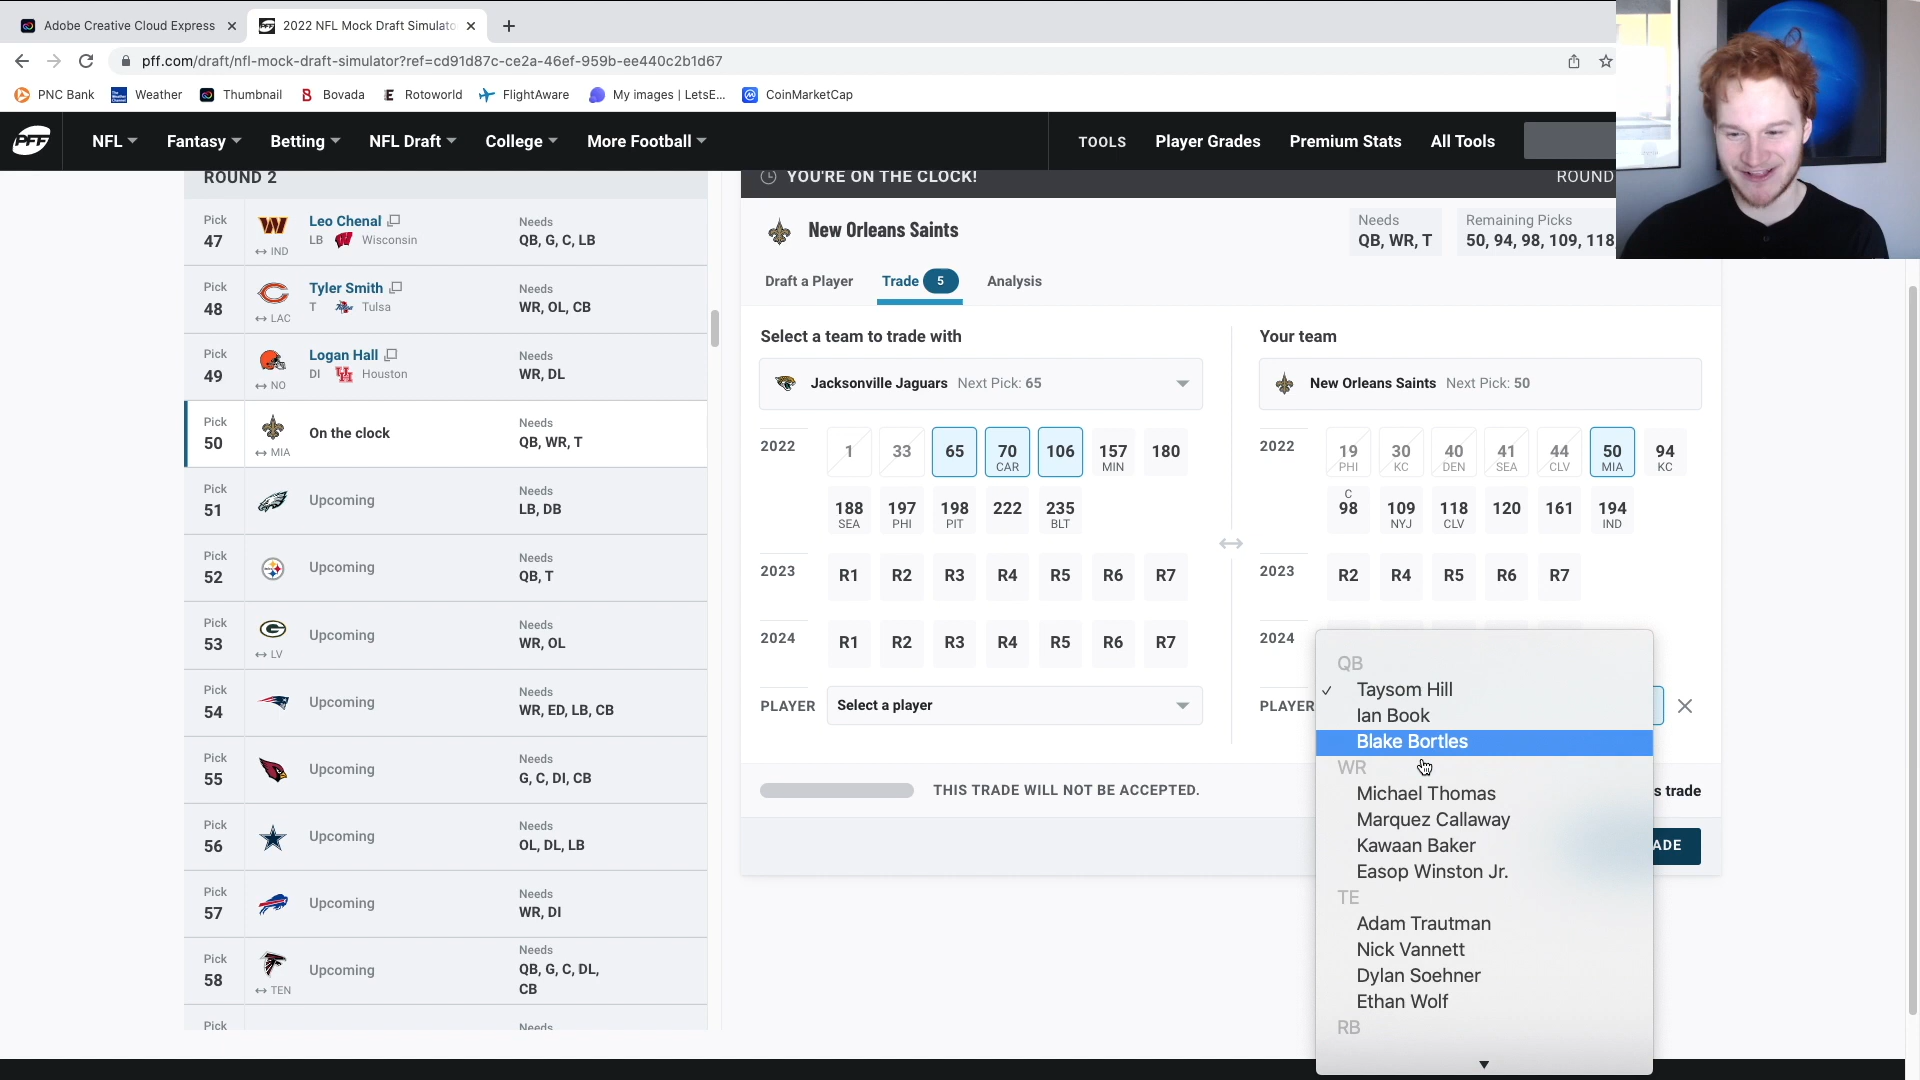 Adobe Creative Cloud Express
2022 NFL Mock Draft Simulato
pff.com/draft/nfl-mock-draft-simulator?ref=cd91d87c-ce2a-46ef-959b-ee440c2b1d67
PNC Bank Weather Thumbnail Bovada Rotoworld FlightAware My images | LetsE... CoinMarketCap
PFF NFL Fantasy Betting NFL Draft College More Football TOOLS Player Grades Premium Stats All Tools
ROUND 2
Pick 47
IND
Leo Chenal
LB Wisconsin
Needs
QB, G, C, LB
Pick 48
LAC
Tyler Smith
T Tulsa
Needs
WR, OL, CB
Pick 49
NO
Logan Hall
DI Houston
Needs
WR, DL
Pick 50
MIA
On the clock
Needs
QB, WR, T
Pick 51
Upcoming
Needs
LB, DB
Pick 52
Upcoming
Needs
QB, T
Pick 53
LV
Upcoming
Needs
WR, OL
Pick 54
Upcoming
Needs
WR, ED, LB, CB
Pick 55
Upcoming
Needs
G, C, DI, CB
Pick 56
Upcoming
Needs
OL, DL, LB
Pick 57
Upcoming
Needs
WR, DI
Pick 58
TEN
Upcoming
Needs
QB, G, C, DL,
CB
Pick
Needs
YOU'RE ON THE CLOCK! ROUND
New Orleans Saints
Needs
QB, WR, T
Remaining Picks
50, 94, 98, 109, 118,
Draft a Player Trade 5 Analysis
Select a team to trade with
Jacksonville Jaguars Next Pick: 65
2022 1 33 65 70 CAR 106 157 MIN 180
188 SEA 197 PHI 198 PIT 222 235 BLT
2023 R1 R2 R3 R4 R5 R6 R7
2024 R1 R2 R3 R4 R5 R6 R7
PLAYER Select a player
Your team
New Orleans Saints Next Pick: 50
2022 19 PHI 30 KC 40 DEN 41 SEA 44 CLV 50 MIA 94 KC
C 98 109 NYJ 118 CLV 120 161 194 IND
2023 R2 R4 R5 R6 R7
2024
PLAYER
QB
✓ Taysom Hill
Ian Book
Blake Bortles
WR
Michael Thomas
Marquez Callaway
Kawaan Baker
Easop Winston Jr.
TE
Adam Trautman
Nick Vannett
Dylan Soehner
Ethan Wolf
RB
THIS TRADE WILL NOT BE ACCEPTED.
s trade
ADE